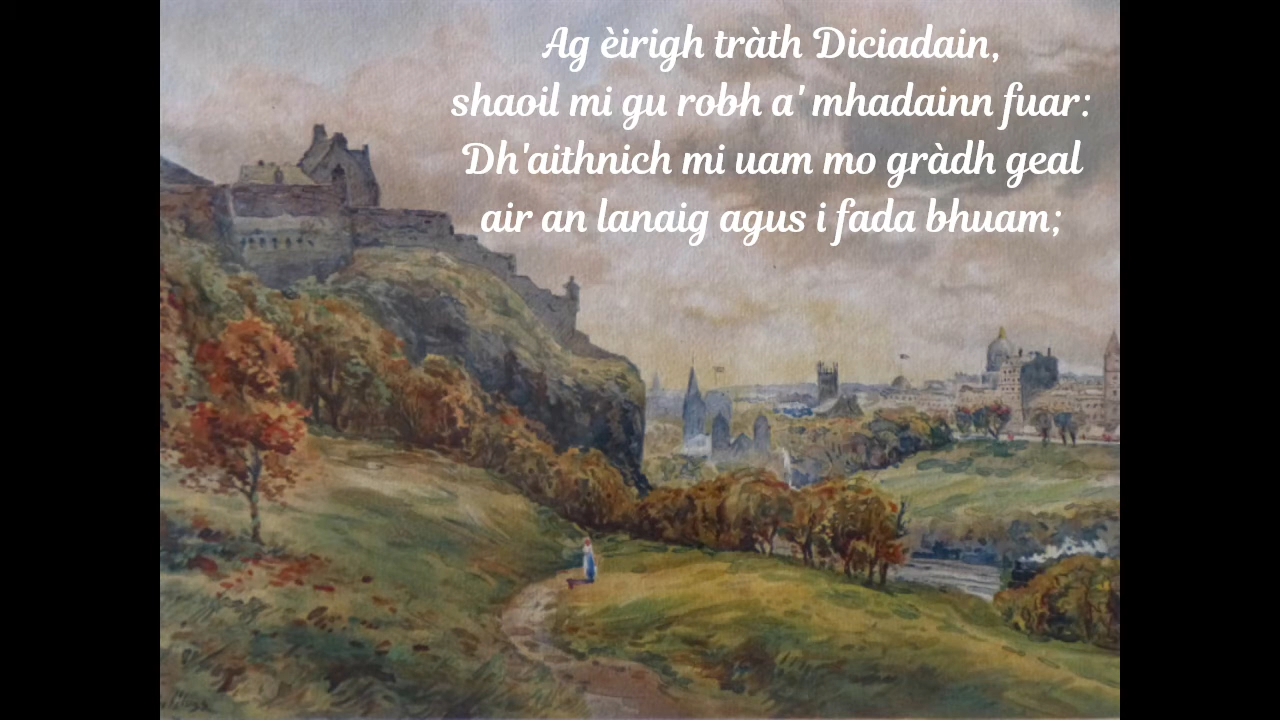 Ag èirigh tràth Diciadain,
shaoil mi gu robh a' mhadainn fuar:
Dh'aithnich mi uam mo gràdh geal
air an lanaig agus i fada bhuam;